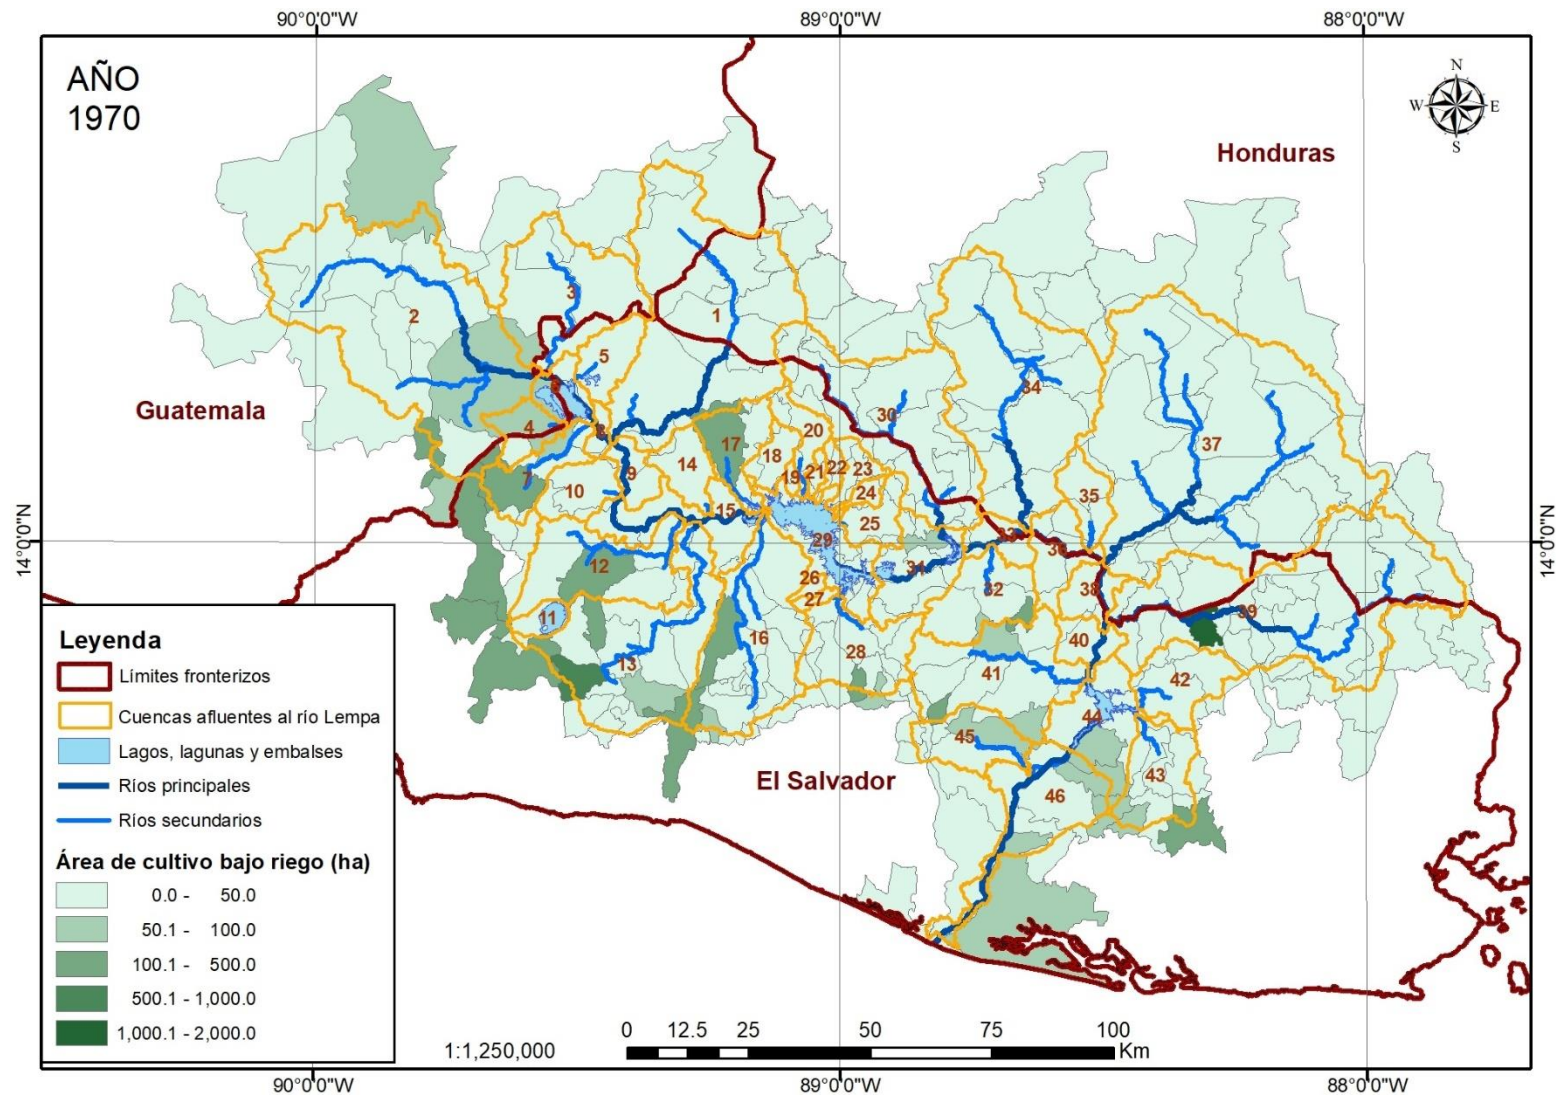 90°0'0"W 89°0'0"W 88°0'0"W
AÑO
1970
N
W E
S
Honduras
Guatemala
El Salvador
14°0'0"N
14°0'0"N
2
3
1
5
6
4
8
7
9
10
14
17
18
20
19
21
22
23
24
25
15
29
30
34
37
35
33
36
31
32
38
39
12
11
13
16
26
27
28
40
41
42
44
45
43
46
Leyenda
Límites fronterizos
Cuencas afluentes al río Lempa
Lagos, lagunas y embalses
Ríos principales
Ríos secundarios
Área de cultivo bajo riego (ha)
0.0 - 50.0
50.1 - 100.0
100.1 - 500.0
500.1 - 1,000.0
1,000.1 - 2,000.0
1:1,250,000
0 12.5 25 50 75 100
Km
90°0'0"W 89°0'0"W 88°0'0"W